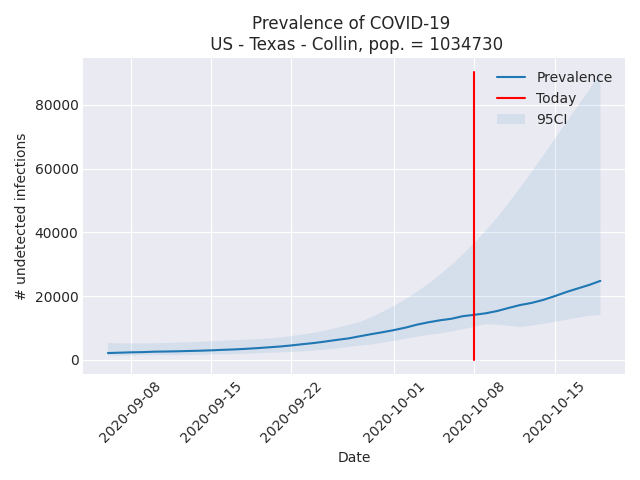 Prevalence of COVID-19
US - Texas - Collin, pop. = 1034730
Prevalence
Today
95CI
# undetected infections
80000
60000
40000
20000
0
2020-09-08
2020-09-15
2020-09-22
2020-10-01
2020-10-08
2020-10-15
Date